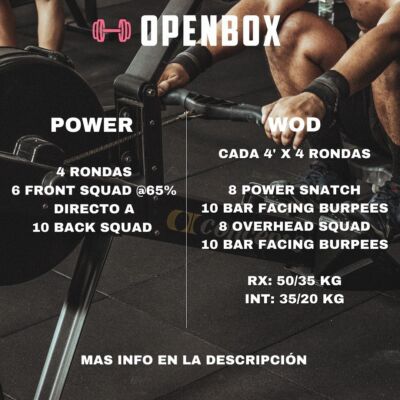 OPENBOX
POWER
4 RONDAS
6 FRONT SQUAD @65%
DIRECTO A
10 BACK SQUAD
WOD
CADA 4' X 4 RONDAS
8 POWER SNATCH
10 BAR FACING BURPEES
8 OVERHEAD SQUAD
10 BAR FACING BURPEES
RX: 50/35 KG
INT: 35/20 KG
MAS INFO EN LA DESCRIPCIÓN